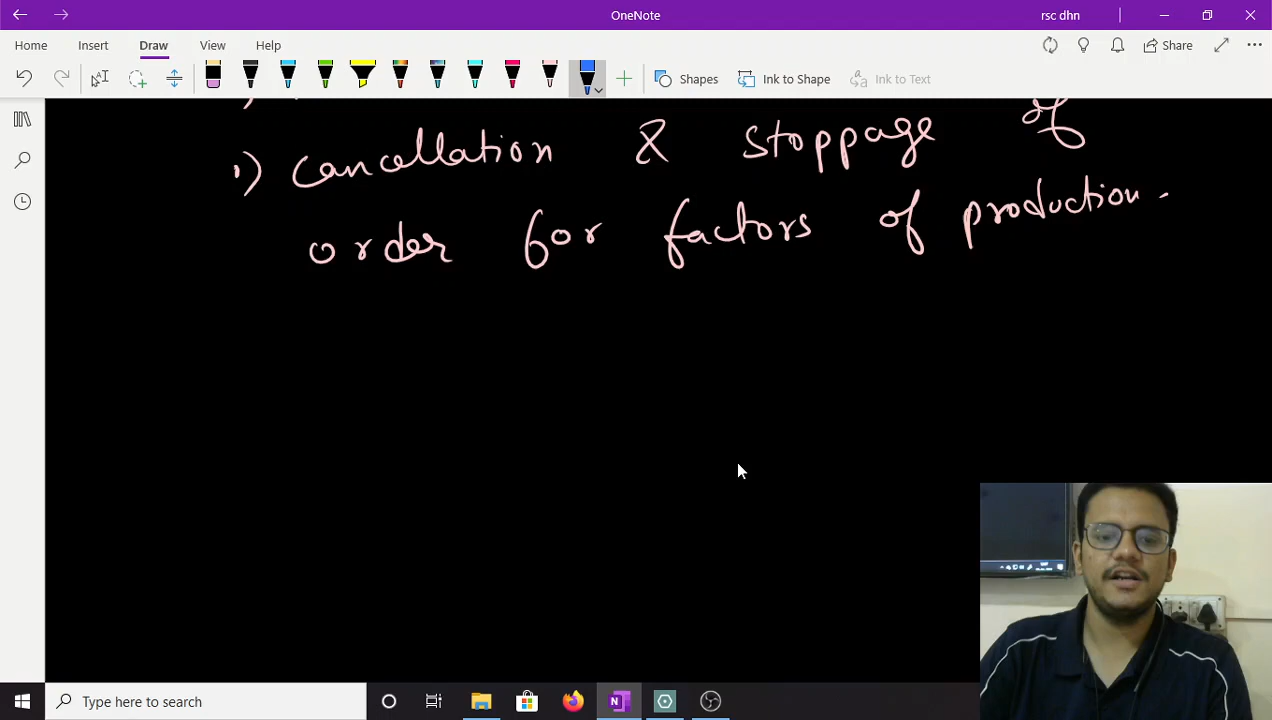 OneNote
rsc dhn
Home Insert Draw View Help
Share
Shapes
Ink to Shape
Ink to Text
1) cancellation & stoppage of
order for factors of production.
N
Type here to search